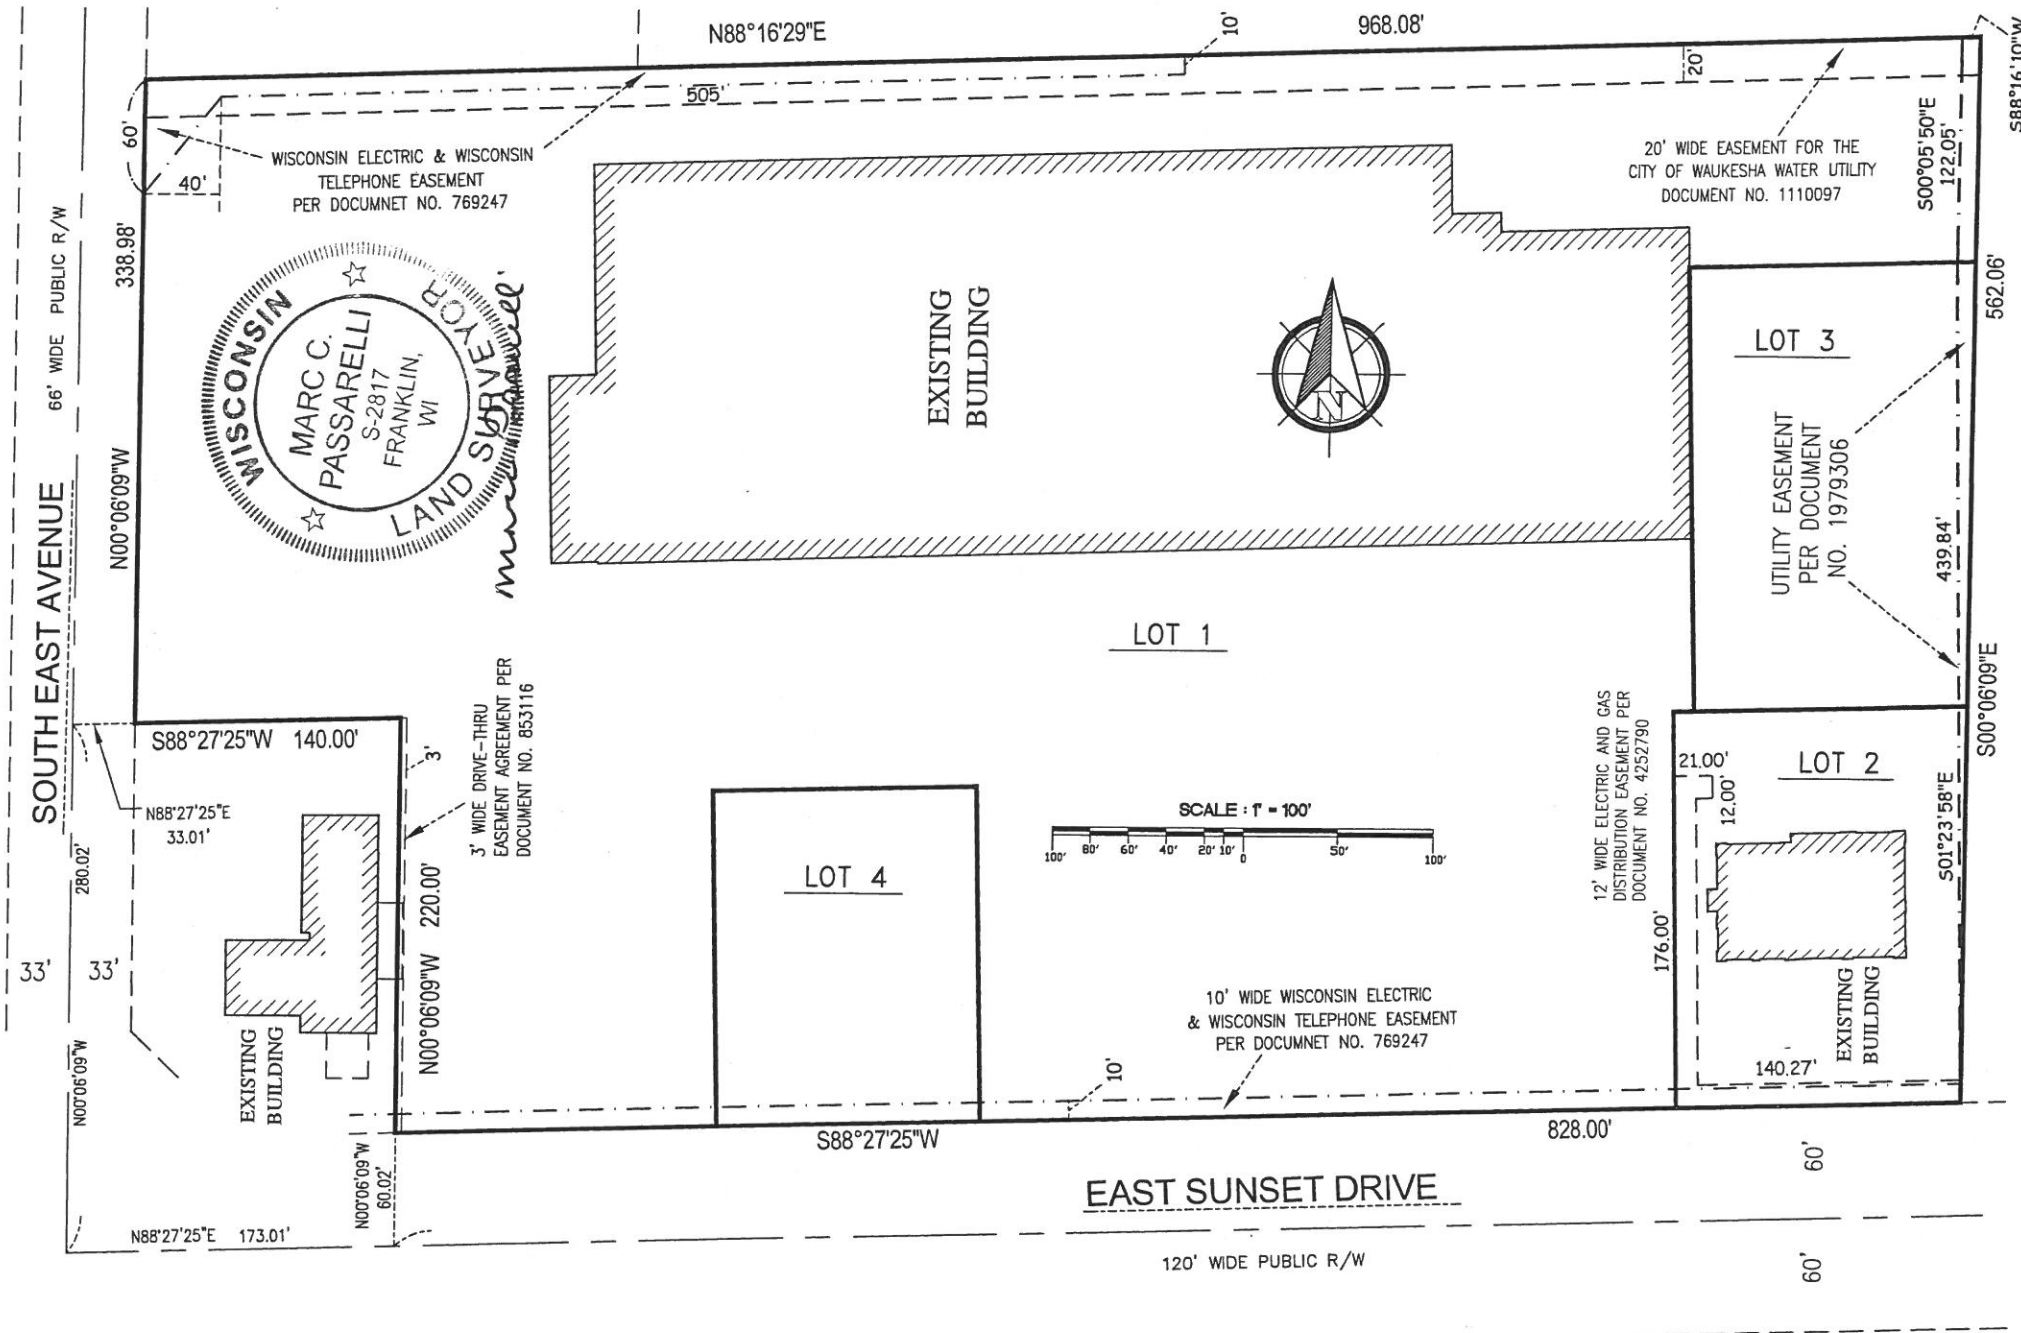 N88°16'29"E
968.08'
10'
20'
S88°16'10"W
505'
60'
40'
WISCONSIN ELECTRIC & WISCONSIN
TELEPHONE EASEMENT
PER DOCUMNET NO. 769247
20' WIDE EASEMENT FOR THE
CITY OF WAUKESHA WATER UTILITY
DOCUMENT NO. 1110097
S00°05'50"E
122.05'
338.98'
N00°06'09"W
66' WIDE PUBLIC R/W
SOUTH EAST AVENUE
WISCONSIN
MARC C.
PASSARELLI
S-2817
FRANKLIN,
WI
LAND SURVEYOR
EXISTING
BUILDING
N
LOT 3
562.06'
UTILITY EASEMENT
PER DOCUMENT
NO. 1979306
439.84'
S00°06'09"E
LOT 1
S88°27'25"W 140.00'
3'
3' WIDE DRIVE-THRU
EASEMENT AGREEMENT PER
DOCUMENT NO. 853116
N88°27'25"E
33.01'
280.02'
33'
33'
N00°06'09"W
EXISTING
BUILDING
N00°06'09"W 220.00'
LOT 4
SCALE : 1" = 100'
100' 80' 60' 40' 20' 10' 0 50' 100'
12' WIDE ELECTRIC AND GAS
DISTRIBUTION EASEMENT PER
DOCUMENT NO. 4252790
21.00'
12.00'
LOT 2
S01°23'58"E
176.00'
EXISTING
BUILDING
140.27'
10' WIDE WISCONSIN ELECTRIC
& WISCONSIN TELEPHONE EASEMENT
PER DOCUMNET NO. 769247
10'
S88°27'25"W
828.00'
N00°06'09"W
60.02'
N88°27'25"E 173.01'
EAST SUNSET DRIVE
120' WIDE PUBLIC R/W
60'
60'